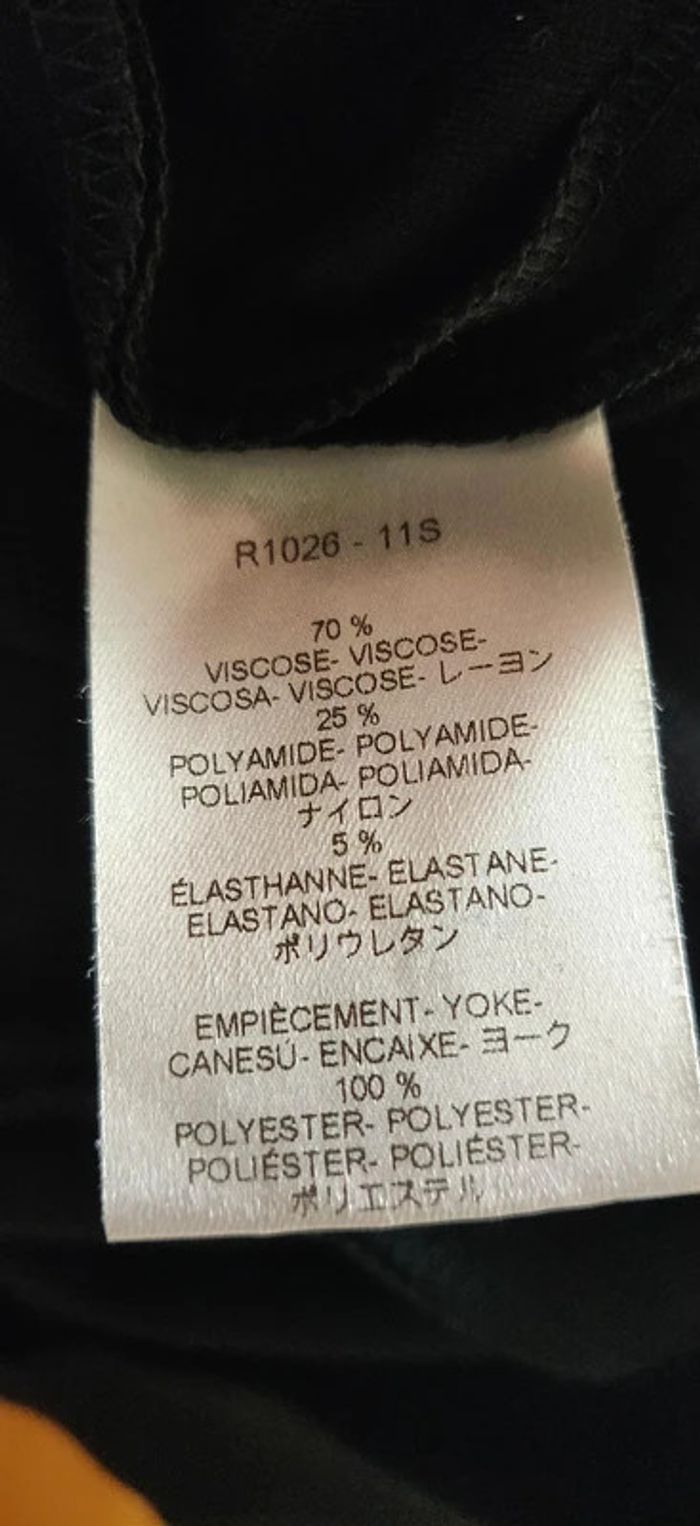 R1026 - 11S
70 %
VISCOSE- VISCOSE-
VISCOSA- VISCOSE- レーヨン
25 %
POLYAMIDE- POLYAMIDE-
POLIAMIDA- POLIAMIDA-
ナイロン
5 %
ÉLASTHANNE- ELASTANE-
ELASTANO- ELASTANO-
ポリウレタン
EMPIÈCEMENT- YOKE-
CANESÚ- ENCAIXE- ヨーク
100 %
POLYESTER- POLYESTER-
POLIÉSTER- POLIÉSTER-
ポリエステル